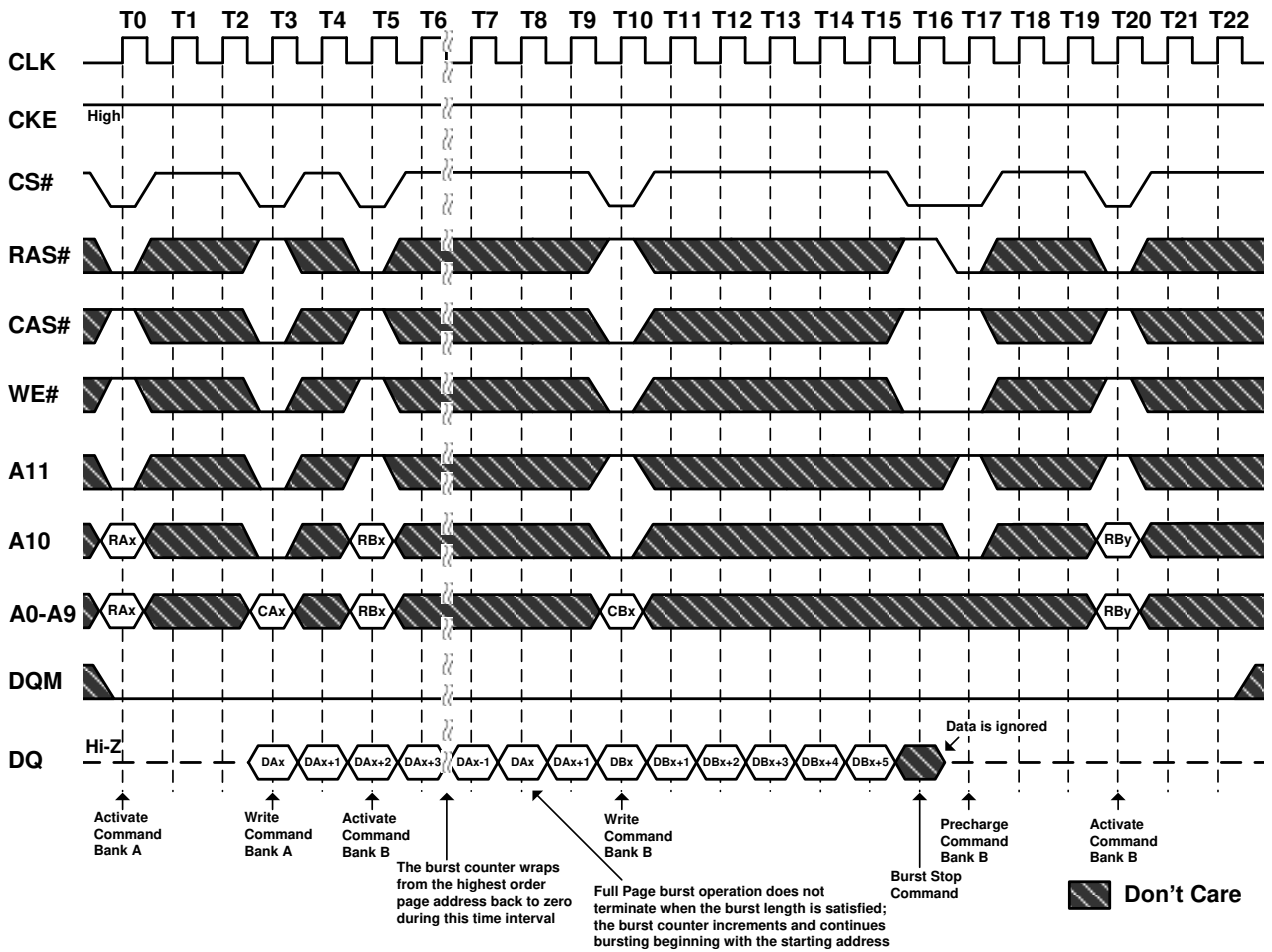 T0 T1 T2 T3 T4 T5 T6 T7 T8 T9 T10 T11 T12 T13 T14 T15 T16 T17 T18 T19 T20 T21 T22
CLK
CKE High
CS#
RAS#
CAS#
WE#
A11
A10 RAx RBx RBy
A0-A9 RAx CAx RBx CBx RBy
DQM
Data is ignored
DQ Hi-Z DAx DAx+1 DAx+2 DAx+3 DAx-1 DAx DAx+1 DBx DBx+1 DBx+2 DBx+3 DBx+4 DBx+5
Activate
Command
Bank A
Write
Command
Bank A
Activate
Command
Bank B
The burst counter wraps
from the highest order
page address back to zero
during this time interval
Write
Command
Bank B
Full Page burst operation does not
terminate when the burst length is satisfied;
the burst counter increments and continues
bursting beginning with the starting address
Burst Stop
Command
Precharge
Command
Bank B
Activate
Command
Bank B
Don't Care